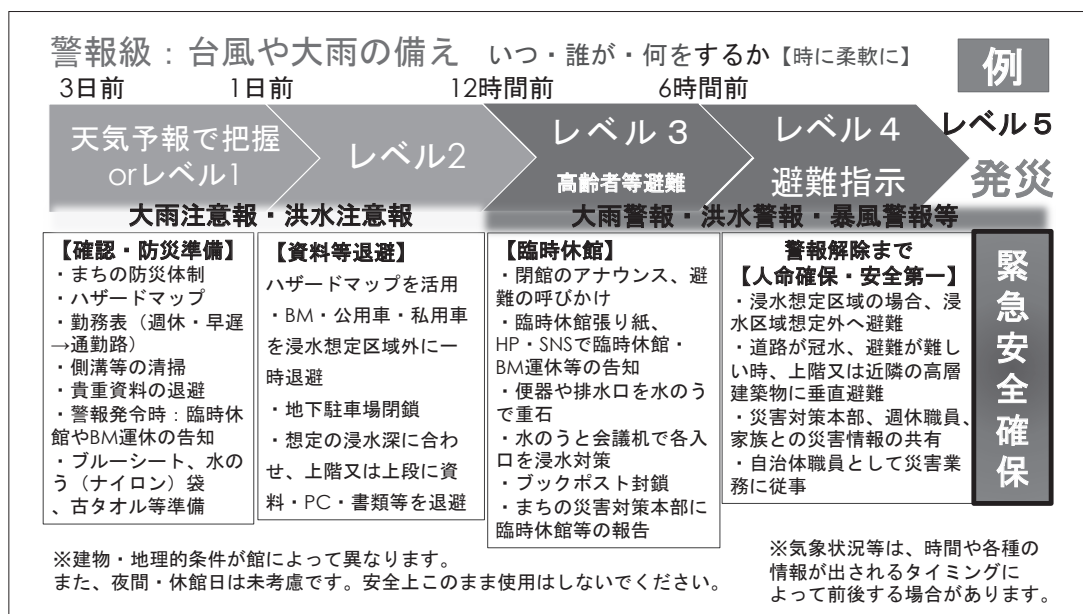 警報級：台風や大雨の備え　いつ・誰が・何をするか【時に柔軟に】
例
3日前
1日前
12時間前
6時間前
天気予報で把握
orレベル1
レベル2
レベル３
高齢者等避難
レベル４
避難指示
レベル５
発災
大雨注意報・洪水注意報
大雨警報・洪水警報・暴風警報等
【確認・防災準備】
・まちの防災体制
・ハザードマップ
・勤務表（週休・早遅
→通勤路）
・側溝等の清掃
・貴重資料の退避
・警報発令時：臨時休
館やBM運休の告知
・ブルーシート、水の
う（ナイロン）袋
、古タオル等準備
【資料等退避】
ハザードマップを活用
・BM・公用車・私用車
を浸水想定区域外に一
時退避
・地下駐車場閉鎖
・想定の浸水深に合わ
せ、上階又は上段に資
料・PC・書類等を退避
【臨時休館】
・閉館のアナウンス、避
難の呼びかけ
・臨時休館張り紙、
HP・SNSで臨時休館・
BM運休等の告知
・便器や排水口を水のう
で重石
・水のうと会議机で各入
口を浸水対策
・ブックポスト封鎖
・まちの災害対策本部に
臨時休館等の報告
警報解除まで
【人命確保・安全第一】
・浸水想定区域の場合、浸
水区域想定外へ避難
・道路が冠水、避難が難し
い時、上階又は近隣の高層
建築物に垂直避難
・災害対策本部、週休職員、
家族との災害情報の共有
・自治体職員として災害業
務に従事
緊急安全確保
※建物・地理的条件が館によって異なります。
また、夜間・休館日は未考慮です。安全上このまま使用はしないでください。
※気象状況等は、時間や各種の
情報が出されるタイミングに
よって前後する場合があります。